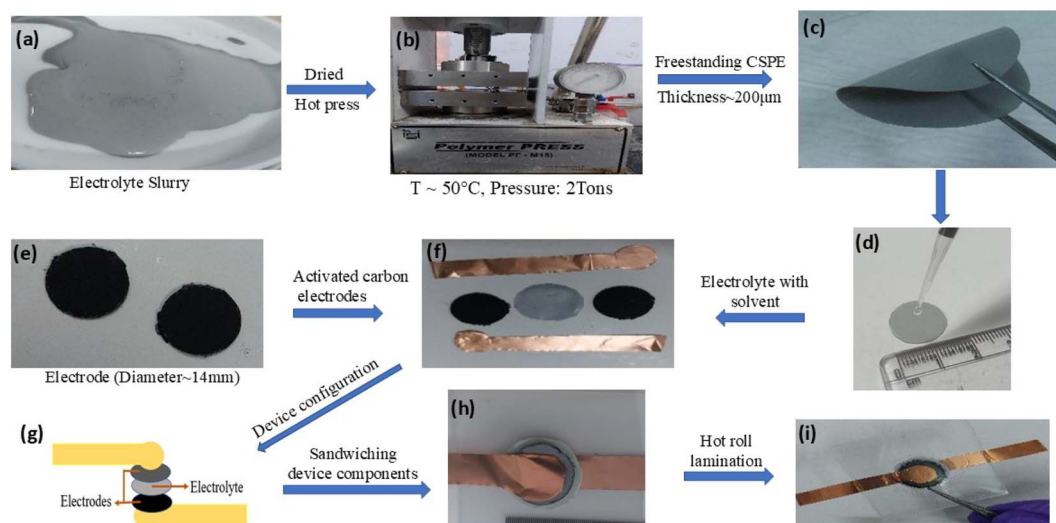 (a)
Dried
Hot press
Electrolyte Slurry
(b)
Polymer PRESS
T ~ 50°C, Pressure: 2Tons
Freestanding CSPE
Thickness~200μm
(c)
(d)
Electrolyte with
solvent
(e)
Electrode (Diameter~14mm)
Activated carbon
electrodes
(f)
Device configuration
(g)
Electrodes
Electrolyte
Sandwiching
device components
(h)
Hot roll
lamination
(i)